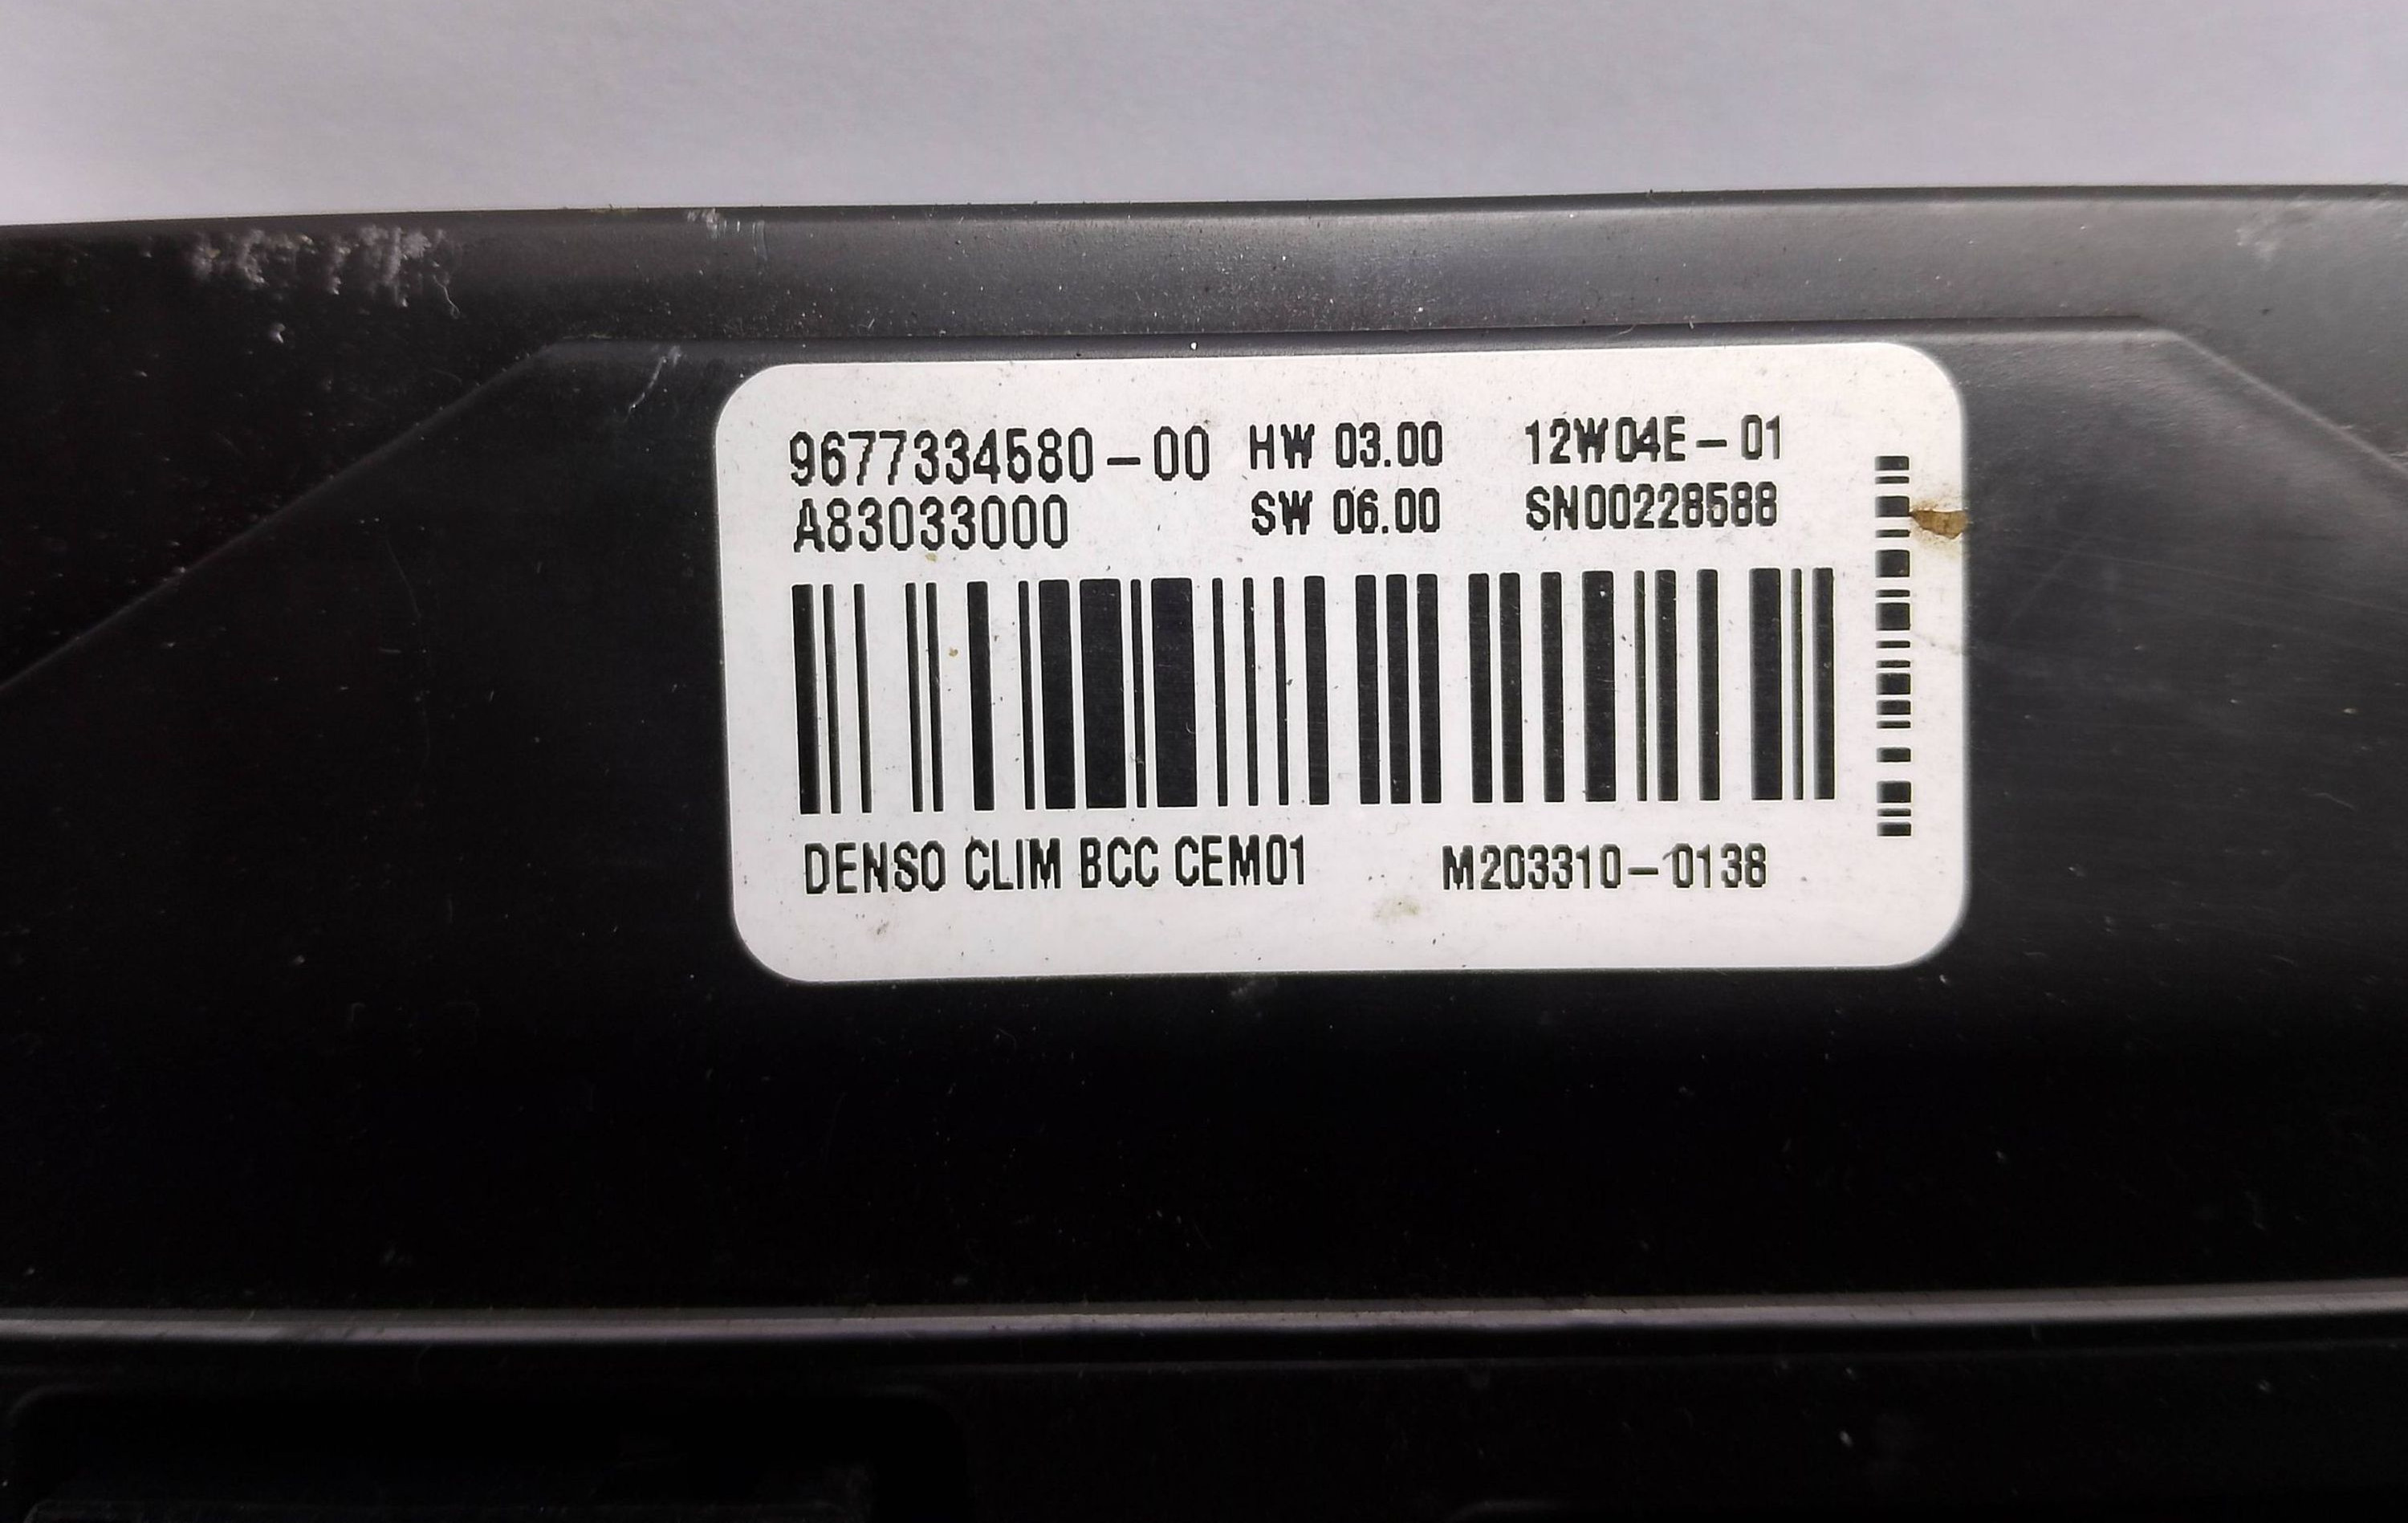 9677334580-00 HW 03.00 12W04E-01
A83033000 SW 06.00 SN00228588
DENSO CLIM BCC CEM01 M203310-0138